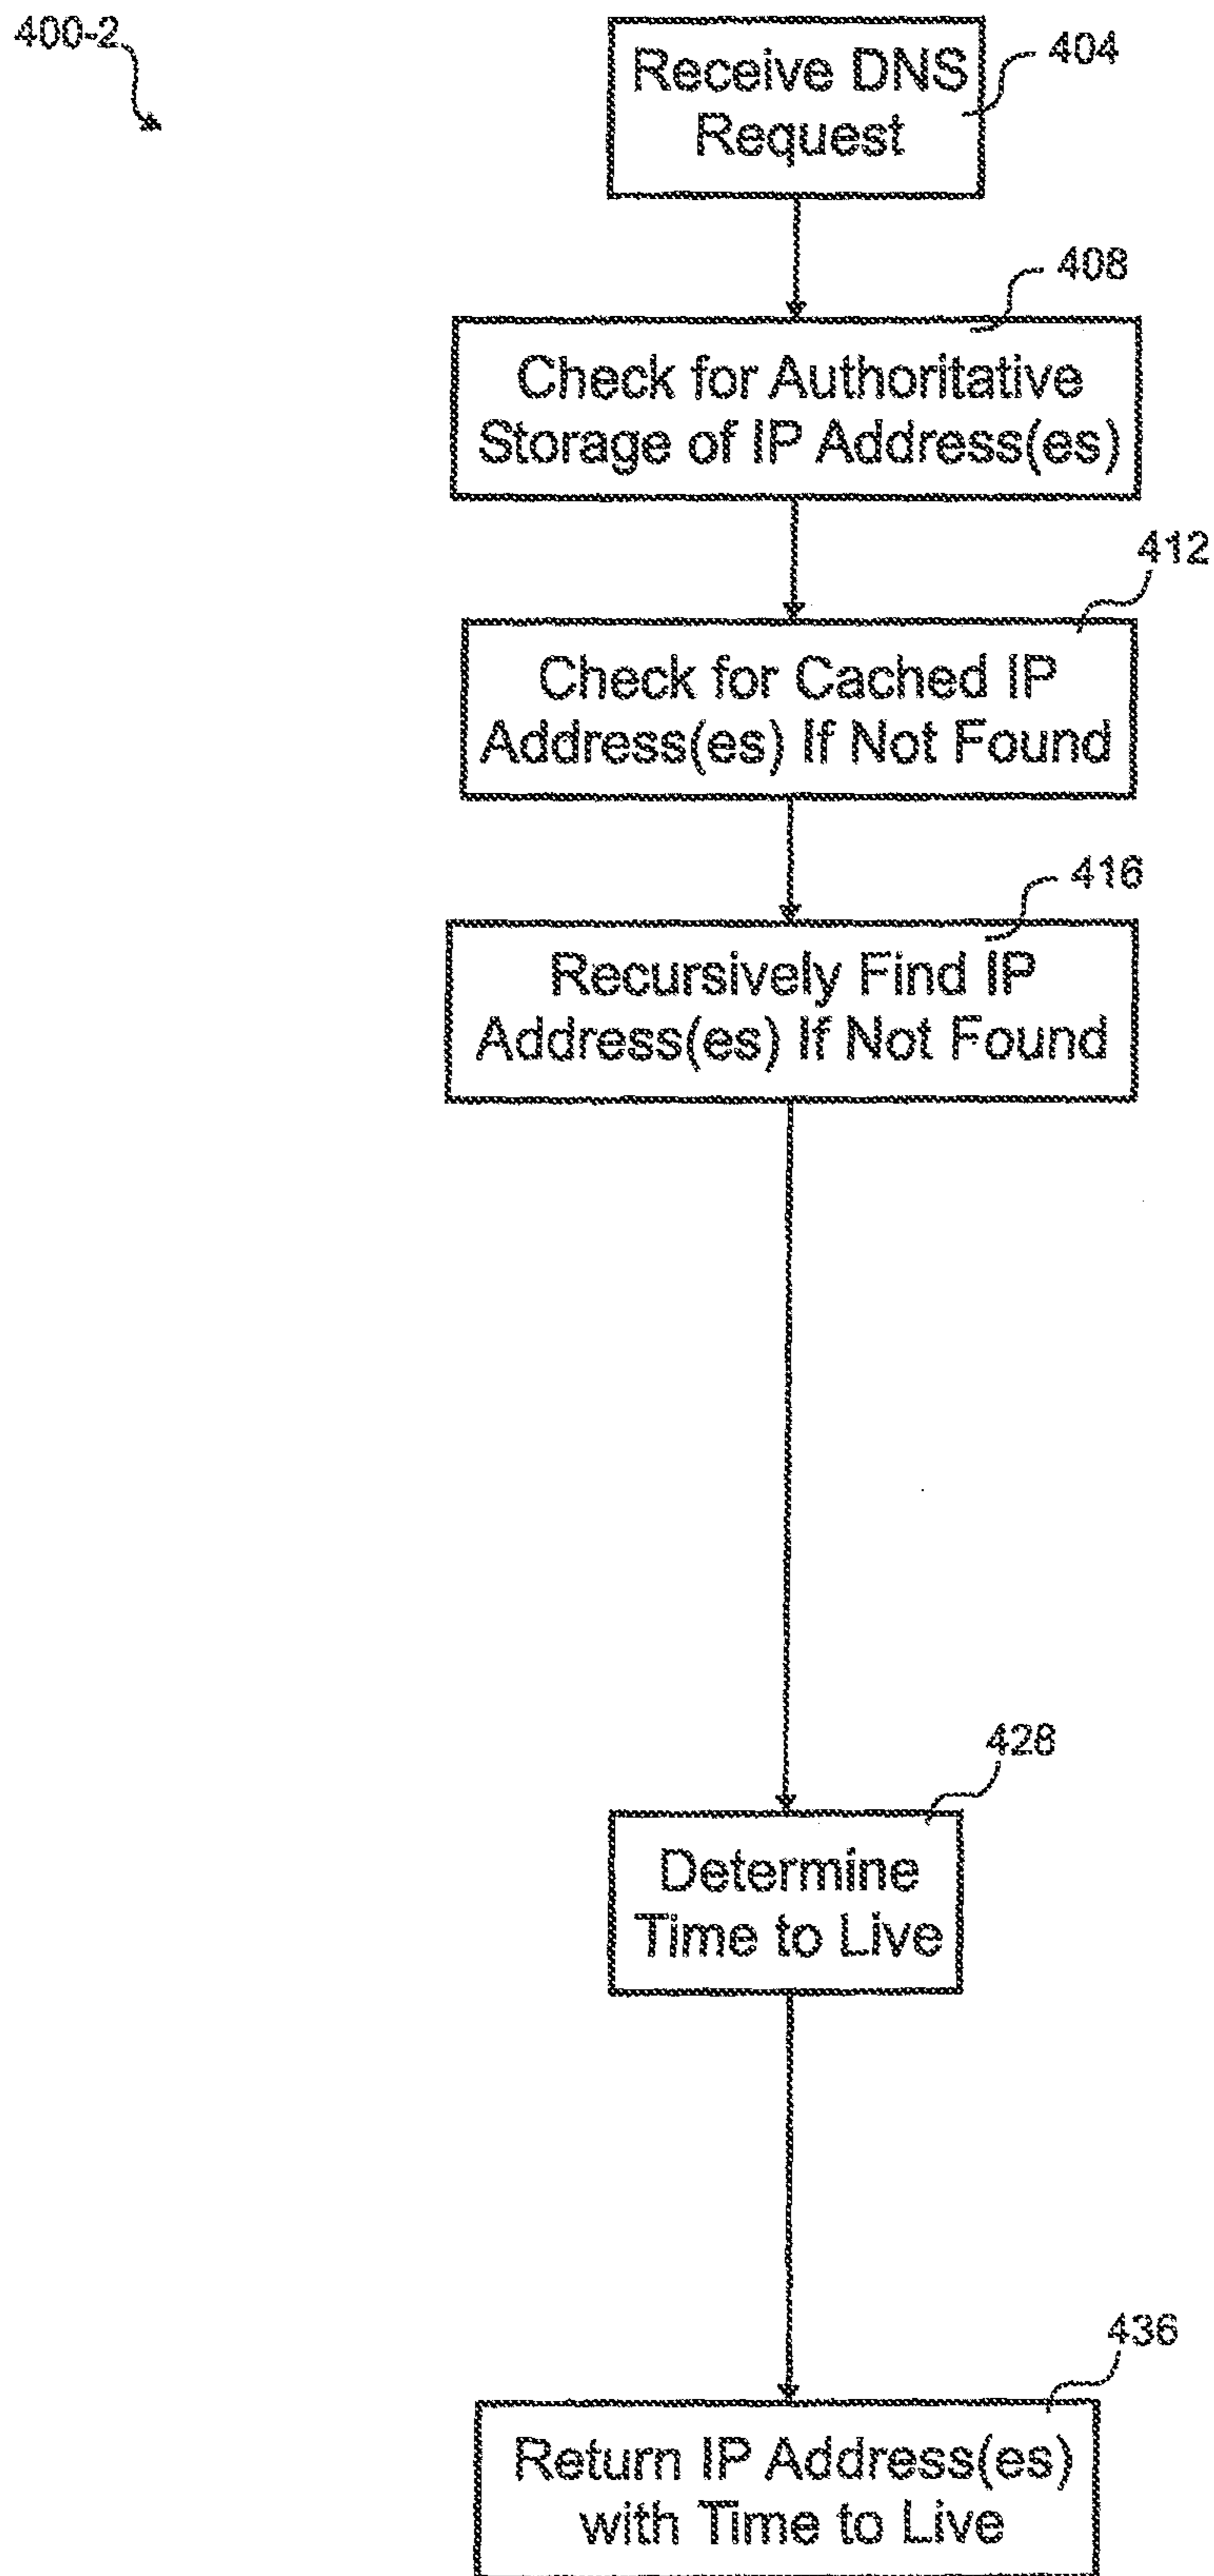 400-2
Receive DNS
Request
404
408
Check for Authoritative
Storage of IP Address(es)
412
Check for Cached IP
Address(es) If Not Found
416
Recursively Find IP
Address(es) If Not Found
428
Determine
Time to Live
436
Return IP Address(es)
with Time to Live